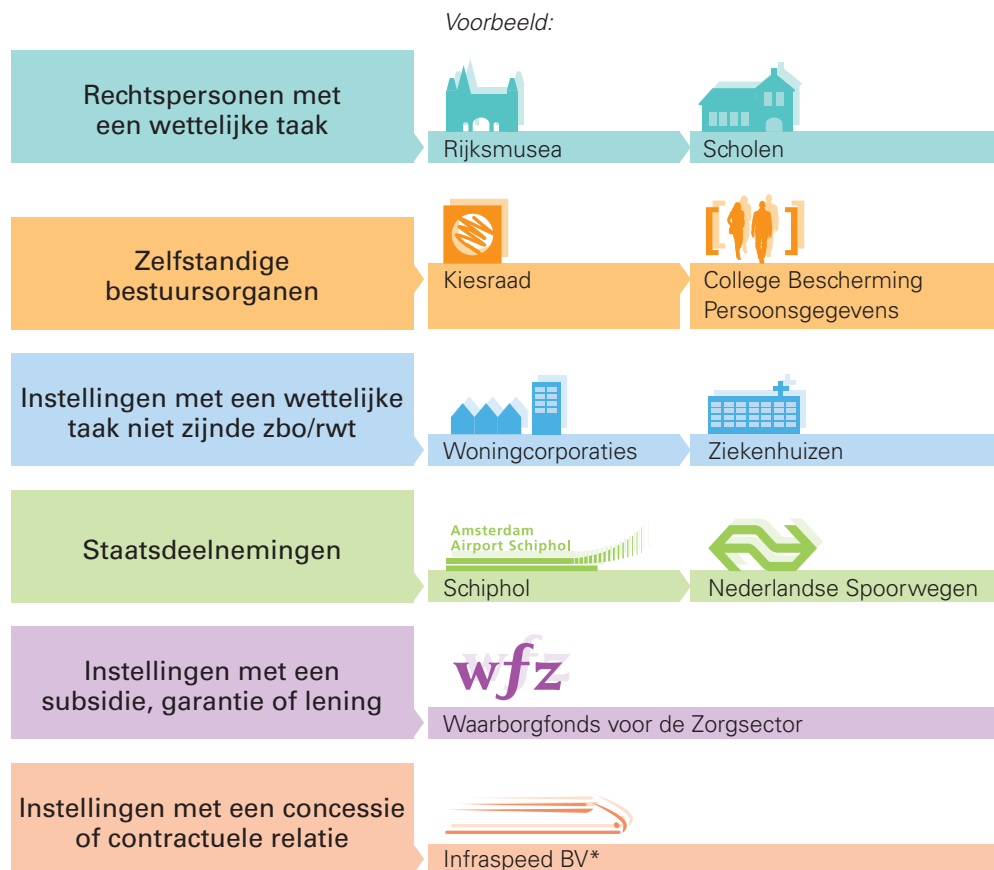 Voorbeeld:
Rechtspersonen met
een wettelijke taak
Rijksmusea
Scholen
Zelfstandige
bestuursorganen
Kiesraad
College Bescherming
Persoonsgegevens
Instellingen met een wettelijke
taak niet zijnde zbo/rwt
Woningcorporaties
Ziekenhuizen
Staatsdeelnemingen
Amsterdam
Airport Schiphol
Schiphol
Nederlandse Spoorwegen
Instellingen met een
subsidie, garantie of lening
wfz
Waarborgfonds voor de Zorgsector
Instellingen met een concessie
of contractuele relatie
Infraspeed BV*